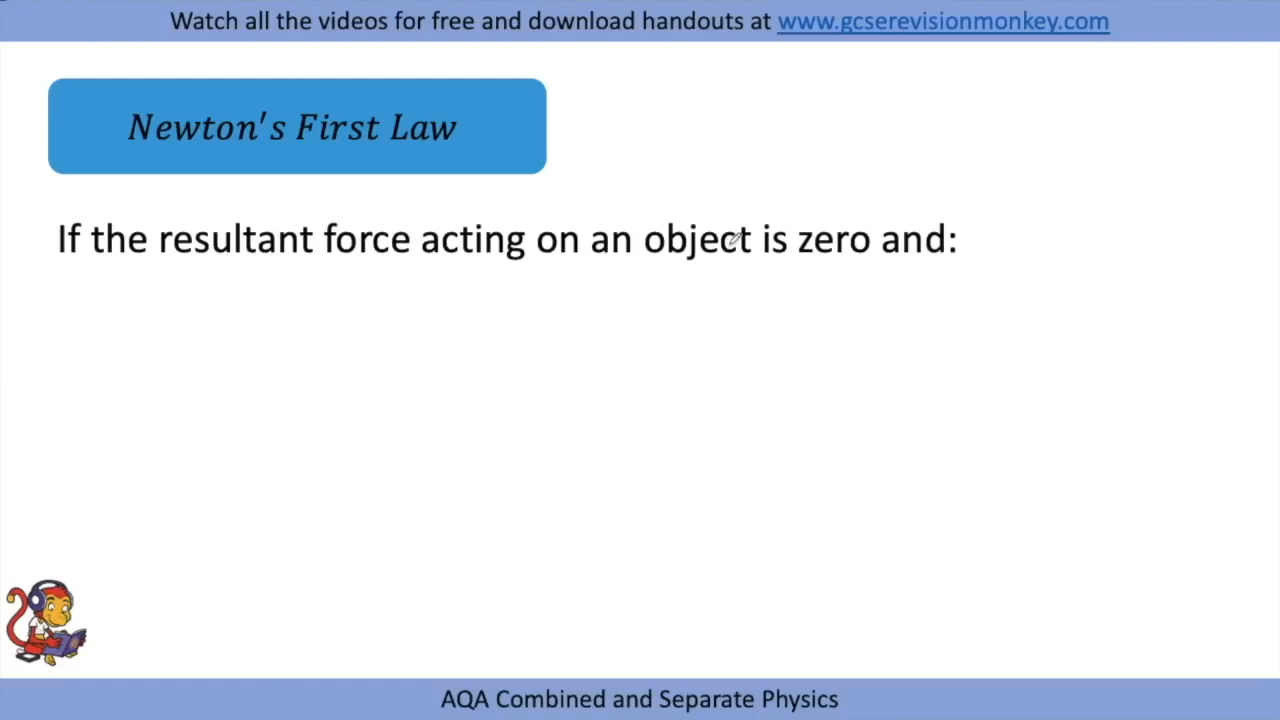 Watch all the videos for free and download handouts at www.gcserevisionmonkey.com
Newton's First Law
If the resultant force acting on an object is zero and:
AQA Combined and Separate Physics